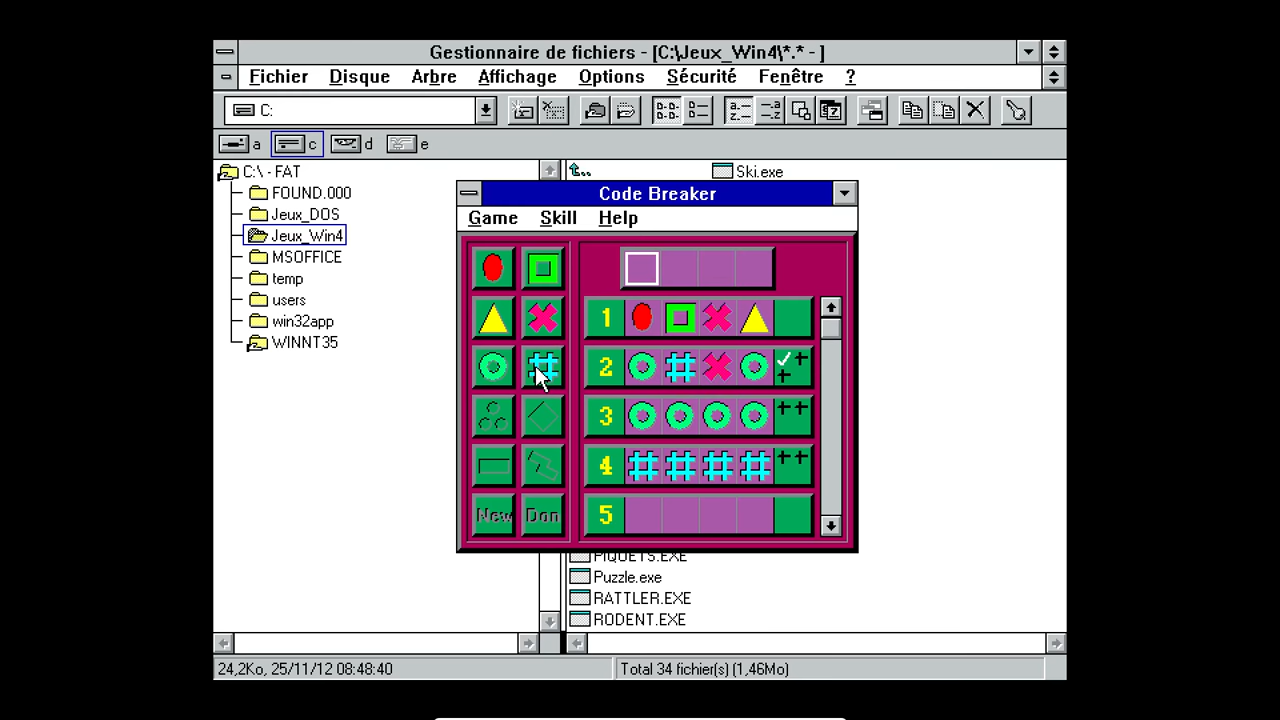 Gestionnaire de fichiers - [C:\Jeux_Win4\*.* - ]
Fichier Disque Arbre Affichage Options Sécurité Fenêtre ?
C:
a c d e
C:\ - FAT
FOUND.000
Jeux_DOS
Jeux_Win4
MSOFFICE
temp
users
win32app
WINNT35
..
Ski.exe
Code Breaker
Game Skill Help
1
2
3
4
5
New Don
PIQUETS.EXE
Puzzle.exe
RATTLER.EXE
RODENT.EXE
24,2Ko, 25/11/12 08:48:40
Total 34 fichier(s) (1,46Mo)